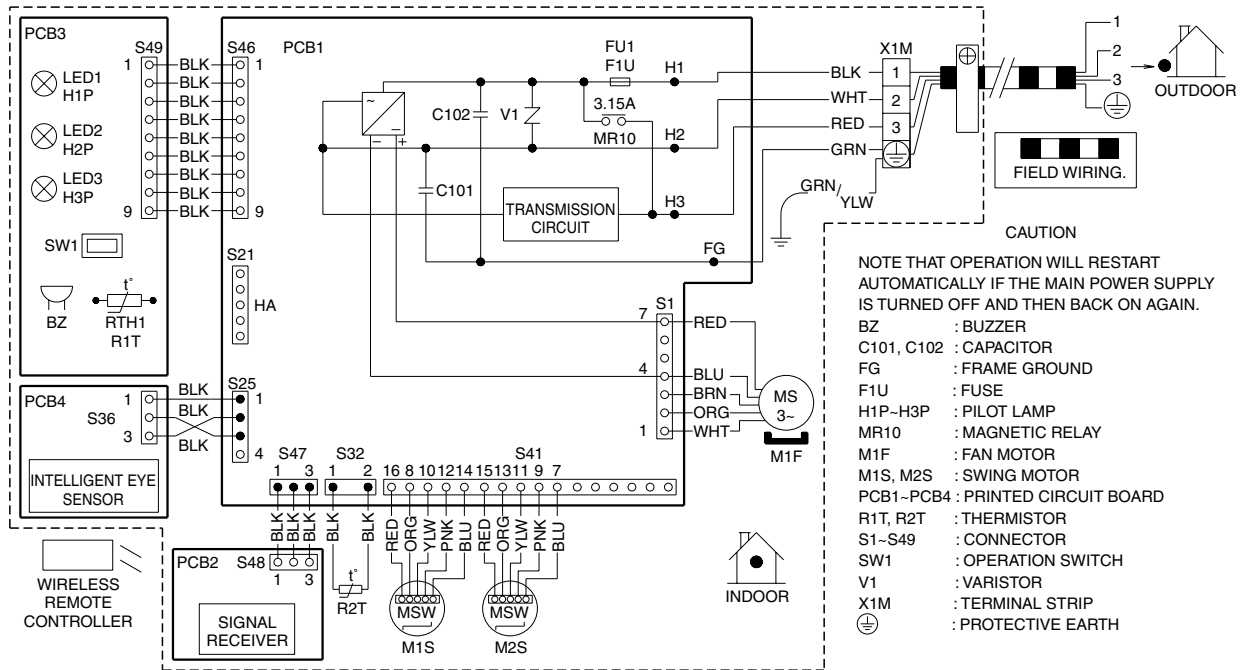 PCB3
S49
S46
PCB1
FU1
F1U
H1
X1M
1
2
3
OUTDOOR
1 BLK 1
BLK
BLK
BLK
BLK
BLK
BLK
BLK
9 BLK 9
LED1
H1P
LED2
H2P
LED3
H3P
SW1
BZ
t°
RTH1
R1T
~
–
– +
C102
V1
3.15A
MR10
H2
C101
TRANSMISSION
CIRCUIT
H3
FG
BLK 1
WHT 2
RED 3
GRN
GRN/
YLW
FIELD WIRING.
S21
HA
S1
7 RED
4 BLU
BRN
ORG
1 WHT
MS
3~
M1F
PCB4
S36
1 BLK 1
BLK
3 BLK
S25
4
INTELLIGENT EYE
SENSOR
S47
1 3
S32
1 2
S41
16 8 10 12 14 15 13 11 9 7
BLK BLK BLK
BLK BLK
RED ORG YLW PNK BLU RED ORG YLW PNK BLU
PCB2
S48
1 3
SIGNAL
RECEIVER
t°
R2T
MSW
M1S
MSW
M2S
WIRELESS
REMOTE
CONTROLLER
INDOOR
CAUTION
NOTE THAT OPERATION WILL RESTART
AUTOMATICALLY IF THE MAIN POWER SUPPLY
IS TURNED OFF AND THEN BACK ON AGAIN.
BZ : BUZZER
C101, C102 : CAPACITOR
FG : FRAME GROUND
F1U : FUSE
H1P~H3P : PILOT LAMP
MR10 : MAGNETIC RELAY
M1F : FAN MOTOR
M1S, M2S : SWING MOTOR
PCB1~PCB4 : PRINTED CIRCUIT BOARD
R1T, R2T : THERMISTOR
S1~S49 : CONNECTOR
SW1 : OPERATION SWITCH
V1 : VARISTOR
X1M : TERMINAL STRIP
: PROTECTIVE EARTH